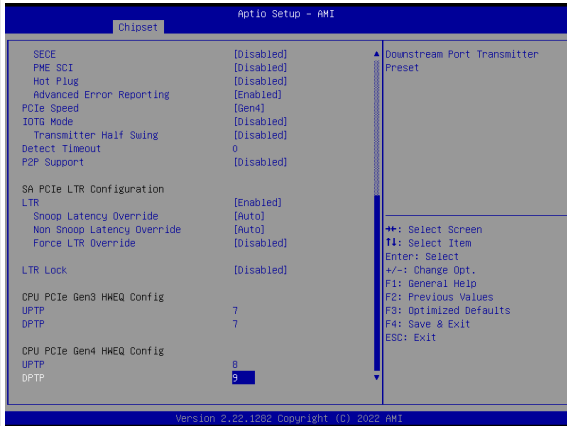 Aptio Setup - AMI
Chipset
SECE [Disabled]
PME SCI [Disabled]
Hot Plug [Disabled]
Advanced Error Reporting [Enabled]
PCIe Speed [Gen4]
IOTG Mode [Disabled]
Transmitter Half Swing [Disabled]
Detect Timeout 0
P2P Support [Disabled]
SA PCIe LTR Configuration
LTR [Enabled]
Snoop Latency Override [Auto]
Non Snoop Latency Override [Auto]
Force LTR Override [Disabled]
LTR Lock [Disabled]
CPU PCIe Gen3 HWEQ Config
UPTP 7
DPTP 7
CPU PCIe Gen4 HWEQ Config
UPTP 8
DPTP 9
Downstream Port Transmitter
Preset
→←: Select Screen
↑↓: Select Item
Enter: Select
+/-: Change Opt.
F1: General Help
F2: Previous Values
F3: Optimized Defaults
F4: Save & Exit
ESC: Exit
Version 2.22.1282 Copyright (C) 2022 AMI